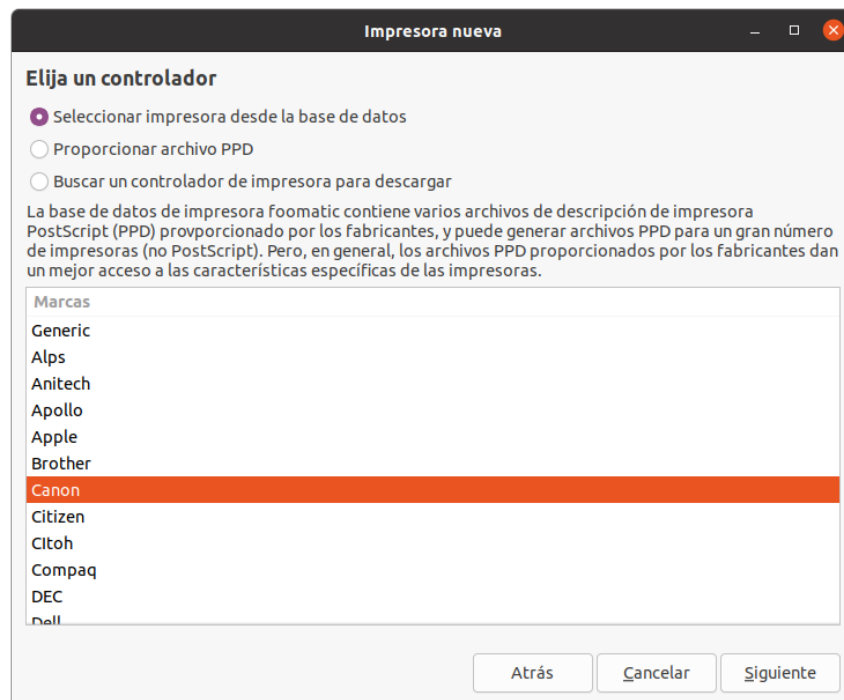 Impresora nueva
Elija un controlador
Seleccionar impresora desde la base de datos
Proporcionar archivo PPD
Buscar un controlador de impresora para descargar
La base de datos de impresora foomatic contiene varios archivos de descripción de impresora
PostScript (PPD) provporcionado por los fabricantes, y puede generar archivos PPD para un gran número
de impresoras (no PostScript). Pero, en general, los archivos PPD proporcionados por los fabricantes dan
un mejor acceso a las características específicas de las impresoras.
Marcas
Generic
Alps
Anitech
Apollo
Apple
Brother
Canon
Citizen
CItoh
Compaq
DEC
Dell
Atrás
Cancelar
Siguiente